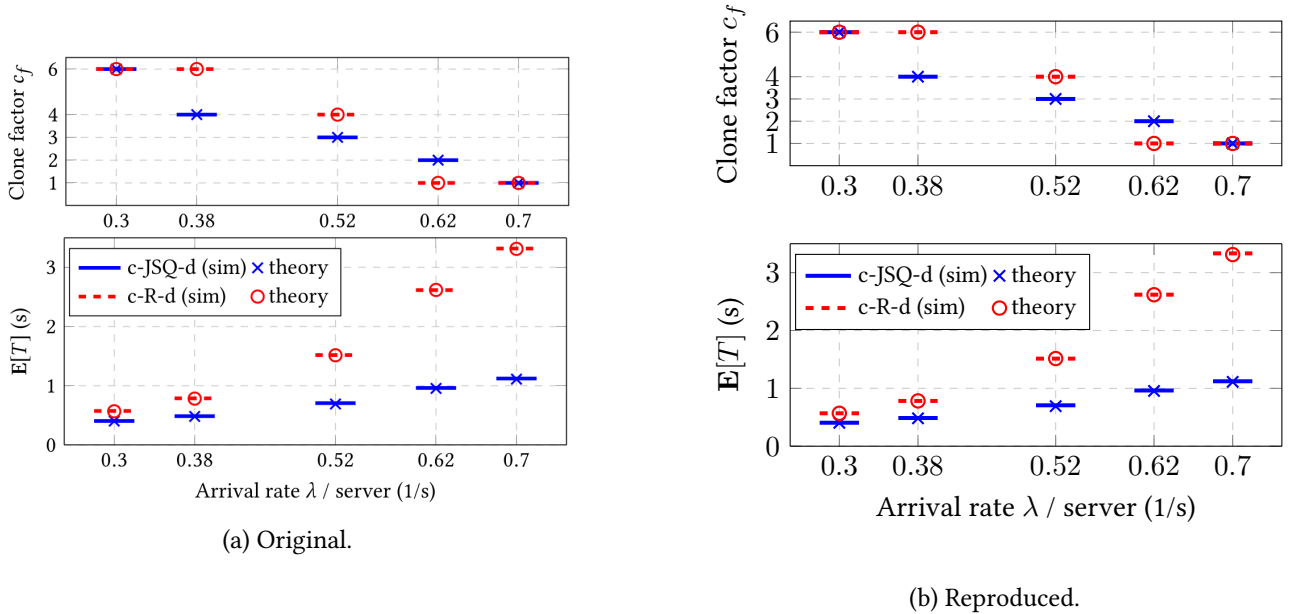 Clone factor c_f
6
4
3
2
1
0.3 0.38 0.52 0.62 0.7
c-JSQ-d (sim) theory
c-R-d (sim) theory
E[T] (s)
3
2
1
0
0.3 0.38 0.52 0.62 0.7
Arrival rate λ / server (1/s)
(a) Original.
Clone factor c_f
6
4
3
2
1
0.3 0.38 0.52 0.62 0.7
c-JSQ-d (sim) theory
c-R-d (sim) theory
E[T] (s)
3
2
1
0
0.3 0.38 0.52 0.62 0.7
Arrival rate λ / server (1/s)
(b) Reproduced.